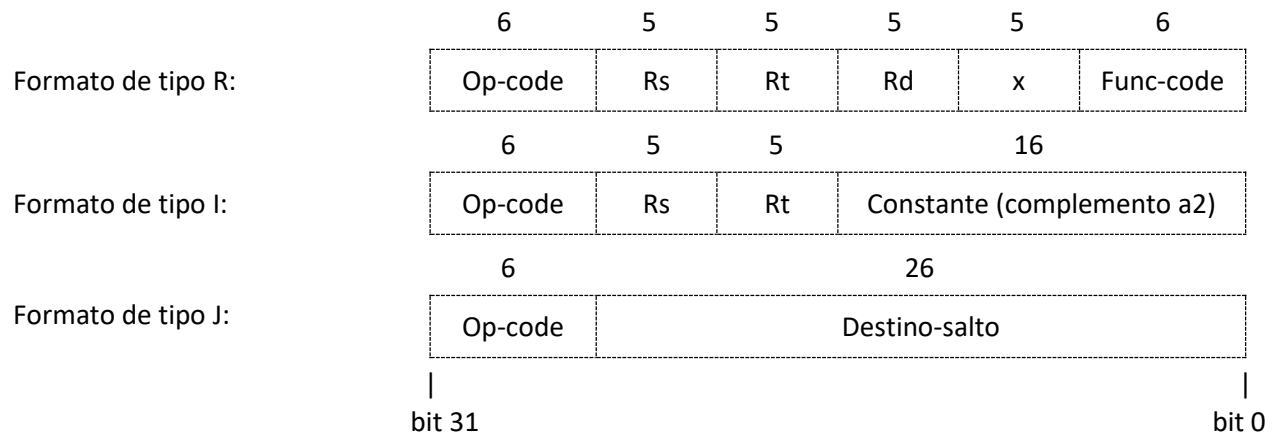 6 5 5 5 5 6
Formato de tipo R: Op-code Rs Rt Rd x Func-code
6 5 5 16
Formato de tipo I: Op-code Rs Rt Constante (complemento a2)
6 26
Formato de tipo J: Op-code Destino-salto
bit 31 bit 0